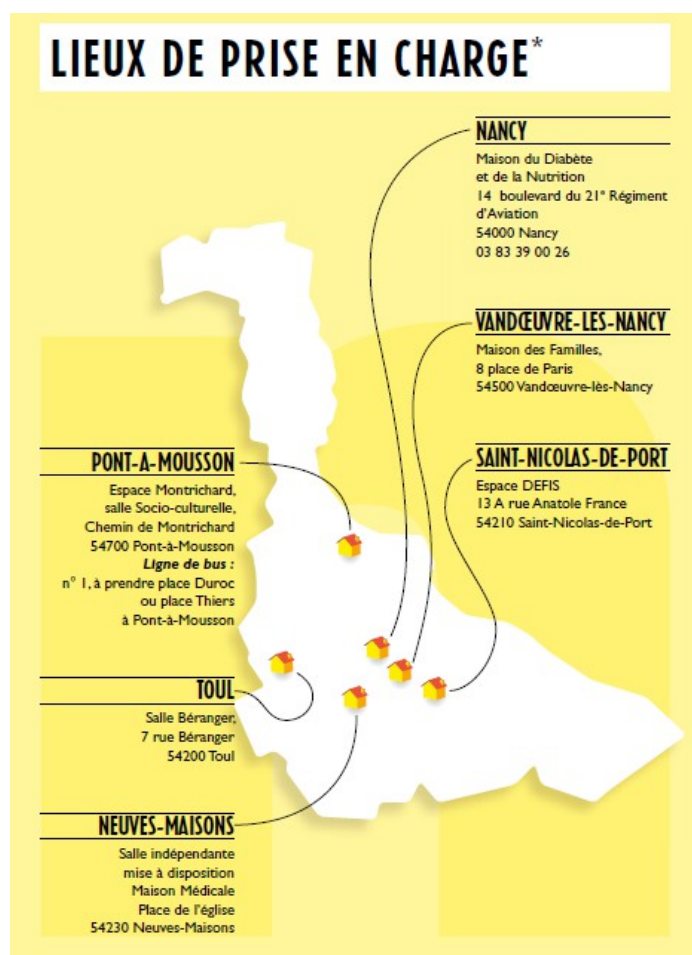 LIEUX DE PRISE EN CHARGE*
NANCY
Maison du Diabète
et de la Nutrition
14 boulevard du 21e Régiment
d'Aviation
54000 Nancy
03 83 39 00 26
VANDŒUVRE-LES-NANCY
Maison des Familles,
8 place de Paris
54500 Vandœuvre-lès-Nancy
SAINT-NICOLAS-DE-PORT
Espace DEFIS
13 A rue Anatole France
54210 Saint-Nicolas-de-Port
PONT-A-MOUSSON
Espace Montrichard,
salle Socio-culturelle,
Chemin de Montrichard
54700 Pont-à-Mousson
Ligne de bus :
n° 1, à prendre place Duroc
ou place Thiers
à Pont-à-Mousson
TOUL
Salle Béranger,
7 rue Béranger
54200 Toul
NEUVES-MAISONS
Salle indépendante
mise à disposition
Maison Médicale
Place de l'église
54230 Neuves-Maisons